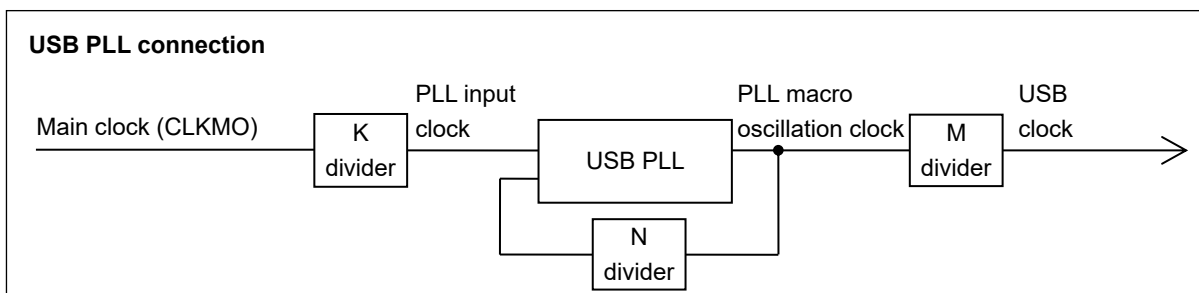 USB PLL connection
Main clock (CLKMO)
K
divider
PLL input
clock
USB PLL
N
divider
PLL macro
oscillation clock
M
divider
USB
clock